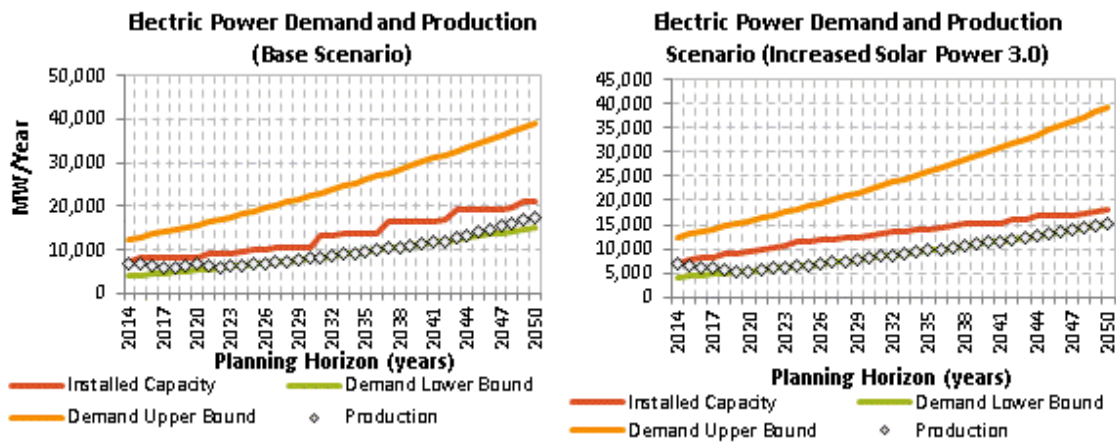 Electric Power Demand and Production
(Base Scenario)
50,000
40,000
30,000
20,000
10,000
0
MW/Year
2014
2017
2020
2023
2026
2029
2032
2035
2038
2041
2044
2047
2050
Planning Horizon (years)
Installed Capacity
Demand Lower Bound
Demand Upper Bound
Production
Electric Power Demand and Production
Scenario (Increased Solar Power 3.0)
45,000
40,000
35,000
30,000
25,000
20,000
15,000
10,000
5,000
0
2014
2017
2020
2023
2026
2029
2032
2035
2038
2041
2044
2047
2050
Planning Horizon (years)
Installed Capacity
Demand Lower Bound
Demand Upper Bound
Production